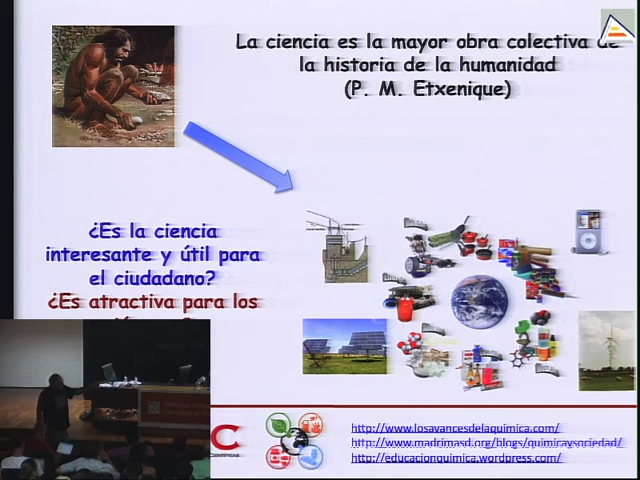 La ciencia es la mayor obra colectiva de
la historia de la humanidad
(P. M. Etxenique)
¿Es la ciencia
interesante y útil para
el ciudadano?
¿Es atractiva para los
C
http://www.losavancesdelaquimica.com/
http://www.madrimasd.org/blogs/quimicaysociedad/
http://educacionquimica.wordpress.com/